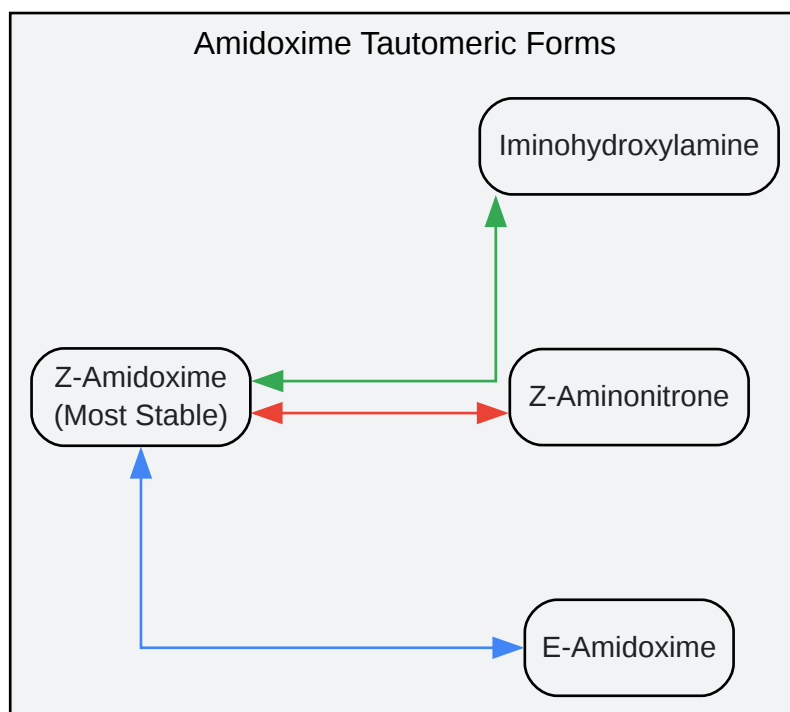 Amidoxime Tautomeric Forms
Iminohydroxylamine
Z-Amidoxime
(Most Stable)
Z-Aminonitrone
E-Amidoxime